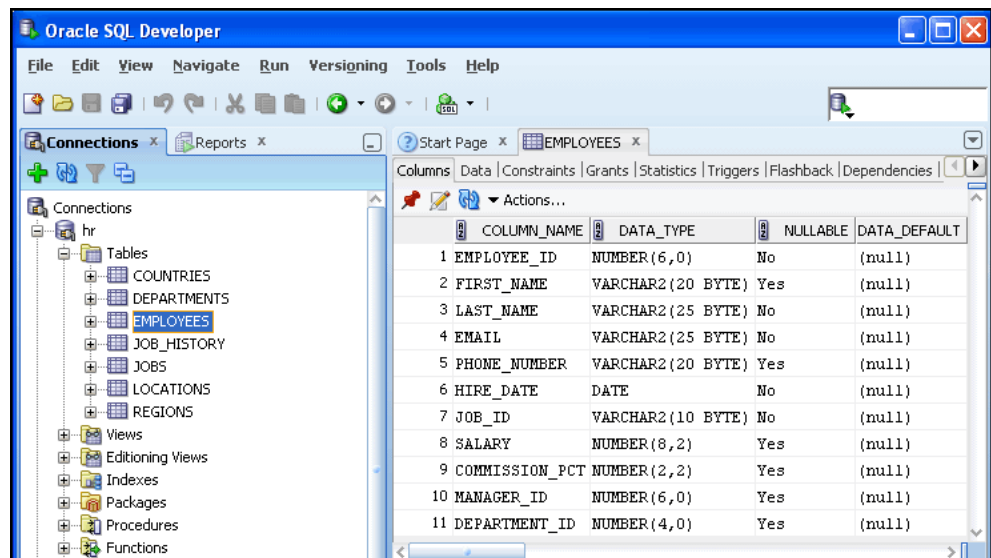 Oracle SQL Developer
File Edit View Navigate Run Versioning Tools Help
SQL
Connections x Reports x
Start Page x EMPLOYEES x
Columns Data | Constraints | Grants | Statistics | Triggers | Flashback | Dependencies |
Actions...
Connections
hr
Tables
COUNTRIES
DEPARTMENTS
EMPLOYEES
JOB_HISTORY
JOBS
LOCATIONS
REGIONS
Views
Editioning Views
Indexes
Packages
Procedures
Functions
COLUMN_NAME DATA_TYPE NULLABLE DATA_DEFAULT
1 EMPLOYEE_ID NUMBER(6,0) No (null)
2 FIRST_NAME VARCHAR2(20 BYTE) Yes (null)
3 LAST_NAME VARCHAR2(25 BYTE) No (null)
4 EMAIL VARCHAR2(25 BYTE) No (null)
5 PHONE_NUMBER VARCHAR2(20 BYTE) Yes (null)
6 HIRE_DATE DATE No (null)
7 JOB_ID VARCHAR2(10 BYTE) No (null)
8 SALARY NUMBER(8,2) Yes (null)
9 COMMISSION_PCT NUMBER(2,2) Yes (null)
10 MANAGER_ID NUMBER(6,0) Yes (null)
11 DEPARTMENT_ID NUMBER(4,0) Yes (null)